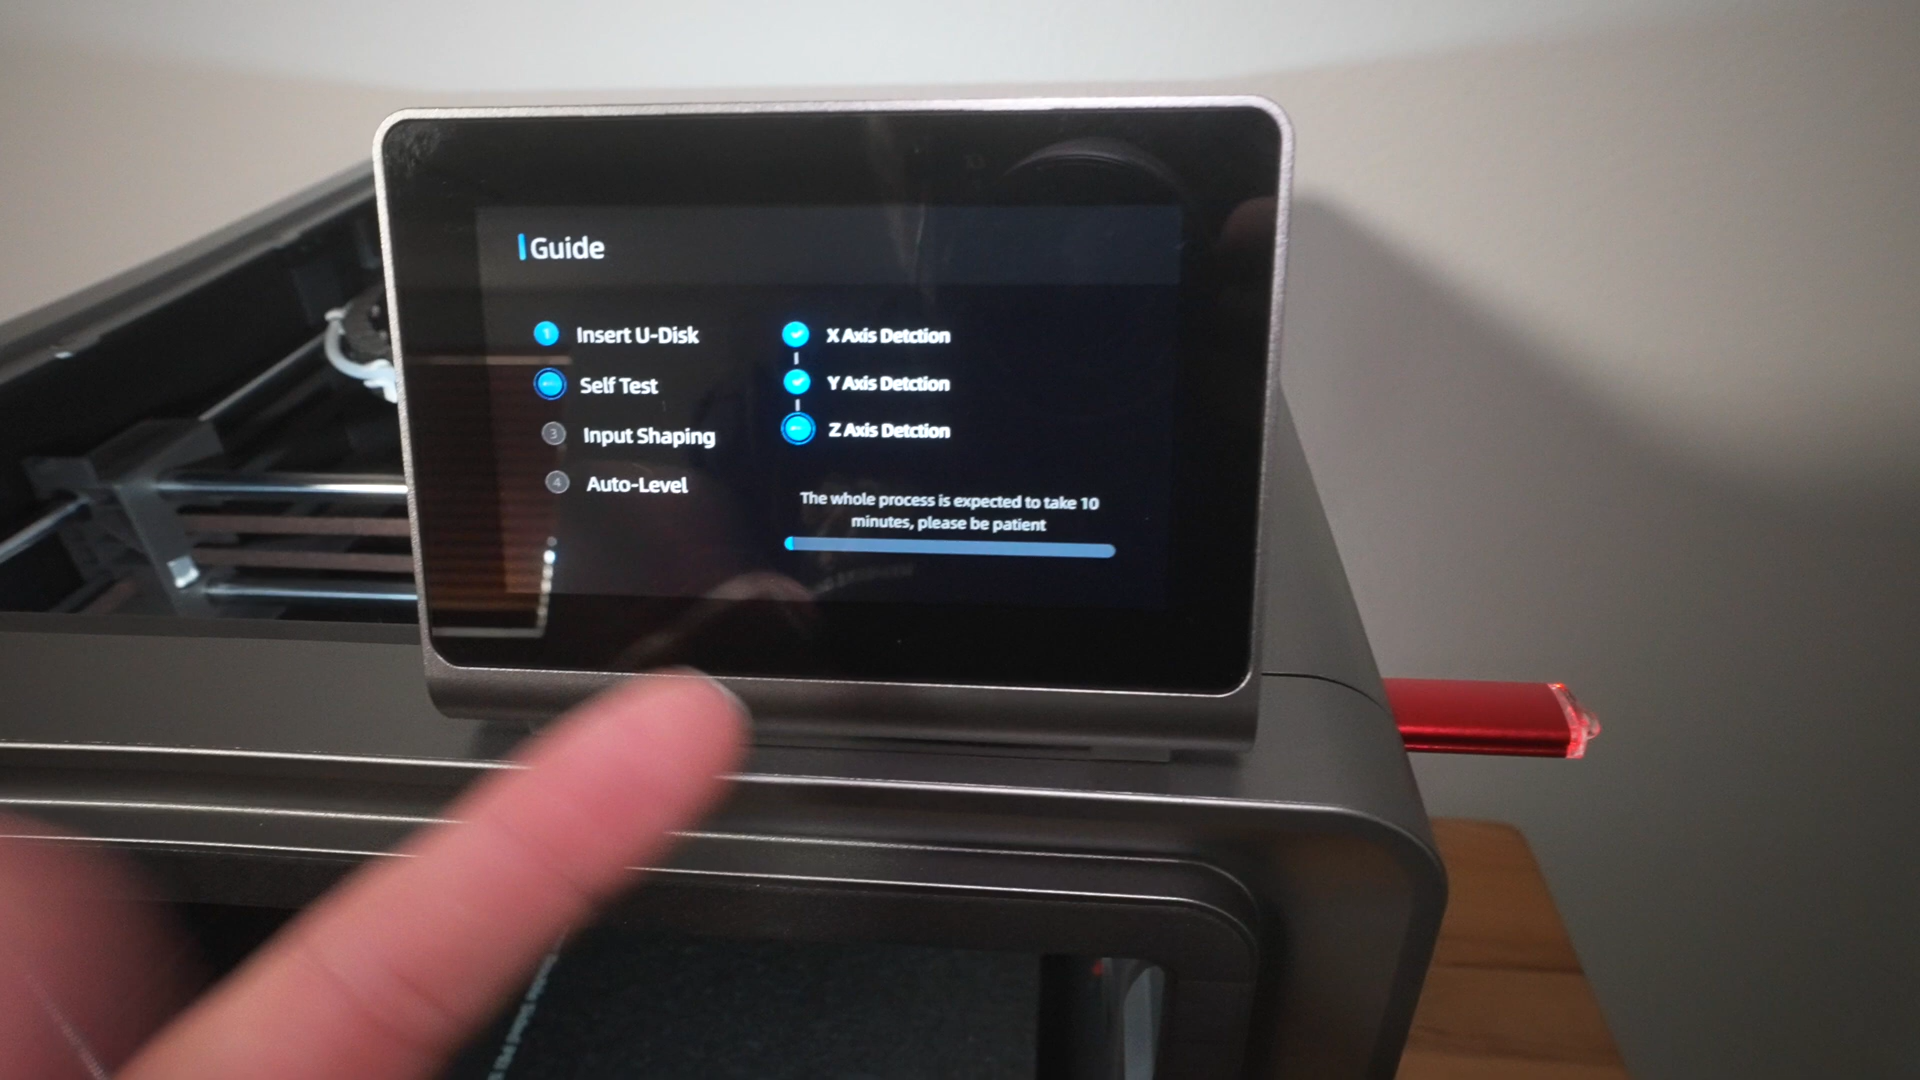 Guide
1 Insert U-Disk
Self Test
3 Input Shaping
4 Auto-Level
X Axis Detction
Y Axis Detction
Z Axis Detction
The whole process is expected to take 10
minutes, please be patient